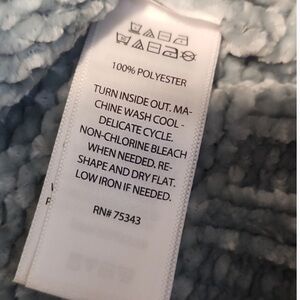 100% POLYESTER
TURN INSIDE OUT. MA-
CHINE WASH COOL -
DELICATE CYCLE.
NON-CHLORINE BLEACH
WHEN NEEDED. RE-
SHAPE AND DRY FLAT.
LOW IRON IF NEEDED.
RN# 75343